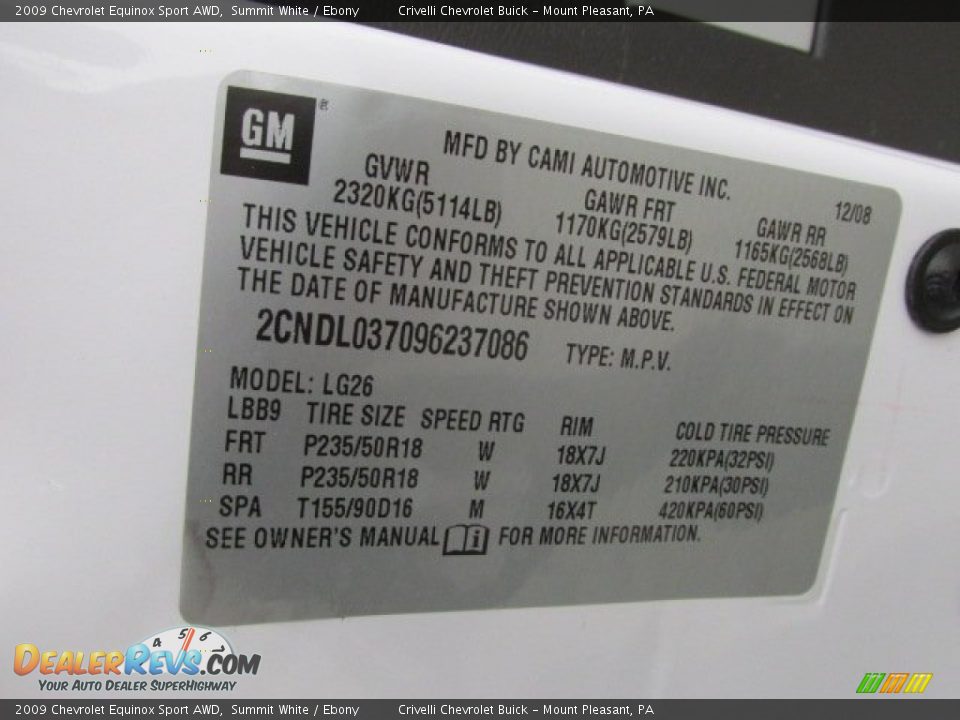 2009 Chevrolet Equinox Sport AWD, Summit White / Ebony Crivelli Chevrolet Buick - Mount Pleasant, PA
GM ®
MFD BY CAMI AUTOMOTIVE INC.
GVWR GAWR FRT GAWR RR 12/08
2320KG(5114LB) 1170KG(2579LB) 1165KG(2568LB)
THIS VEHICLE CONFORMS TO ALL APPLICABLE U.S. FEDERAL MOTOR
VEHICLE SAFETY AND THEFT PREVENTION STANDARDS IN EFFECT ON
THE DATE OF MANUFACTURE SHOWN ABOVE.
2CNDL037096237086 TYPE: M.P.V.
MODEL: LG26
LBB9 TIRE SIZE SPEED RTG RIM COLD TIRE PRESSURE
FRT P235/50R18 W 18X7J 220KPA(32PSI)
RR P235/50R18 W 18X7J 210KPA(30PSI)
SPA T155/90D16 M 16X4T 420KPA(60PSI)
SEE OWNER'S MANUAL i FOR MORE INFORMATION.
4 5 6
DealerRevs.com
Your Auto Dealer SuperHighway
2009 Chevrolet Equinox Sport AWD, Summit White / Ebony Crivelli Chevrolet Buick - Mount Pleasant, PA